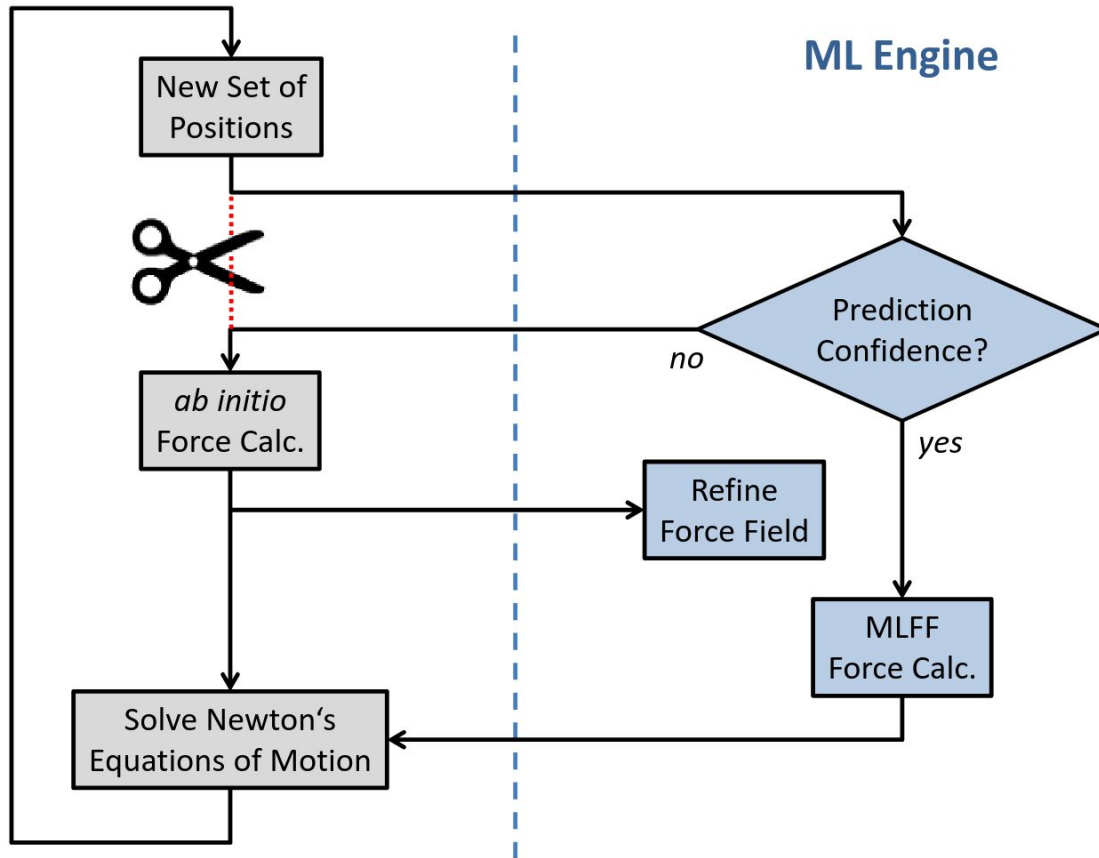 ML Engine
New Set of
Positions
Prediction
Confidence?
no
yes
ab initio
Force Calc.
Refine
Force Field
MLFF
Force Calc.
Solve Newton‘s
Equations of Motion